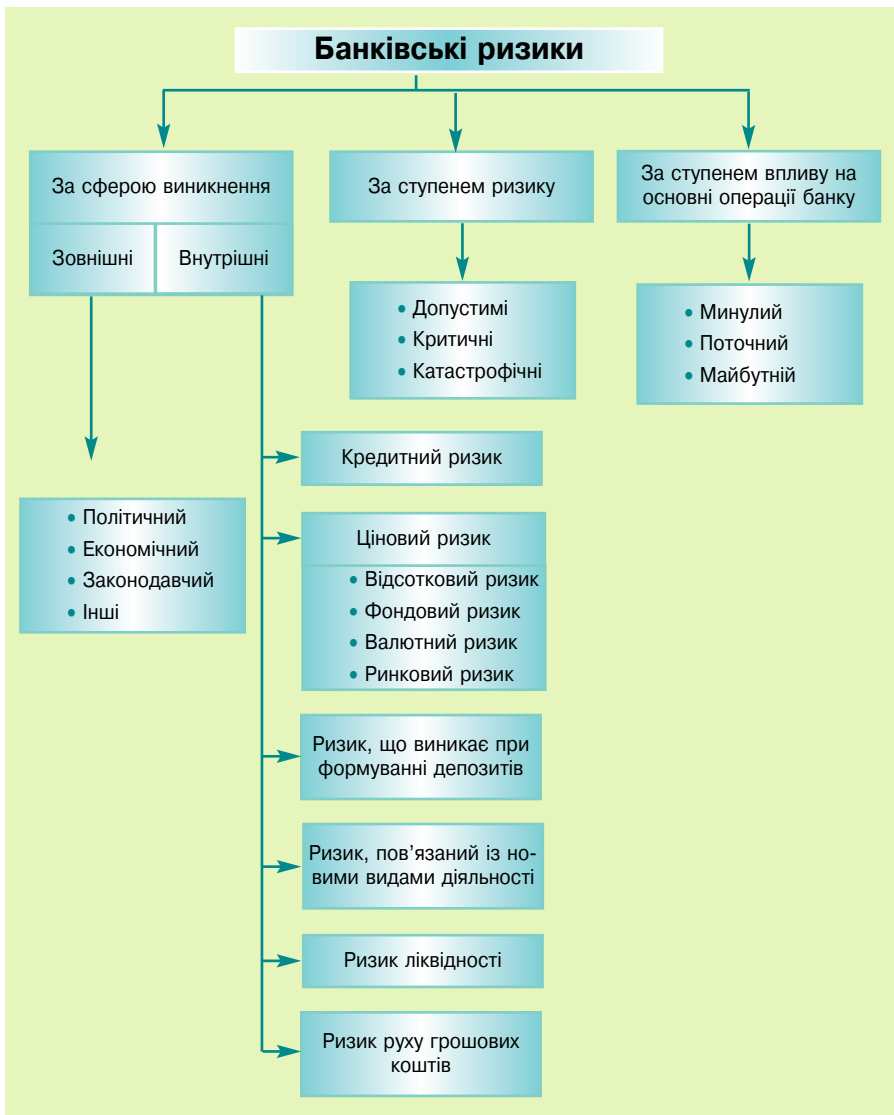 Банківські ризики
За сферою виникнення
Зовнішні
Внутрішні
За ступенем ризику
За ступенем впливу на
основні операції банку
• Допустимі
• Критичні
• Катастрофічні
• Минулий
• Поточний
• Майбутній
• Політичний
• Економічний
• Законодавчий
• Інші
Кредитний ризик
Ціновий ризик
• Відсотковий ризик
• Фондовий ризик
• Валютний ризик
• Ринковий ризик
Ризик, що виникає при
формуванні депозитів
Ризик, пов’язаний із но-
вими видами діяльності
Ризик ліквідності
Ризик руху грошових
коштів